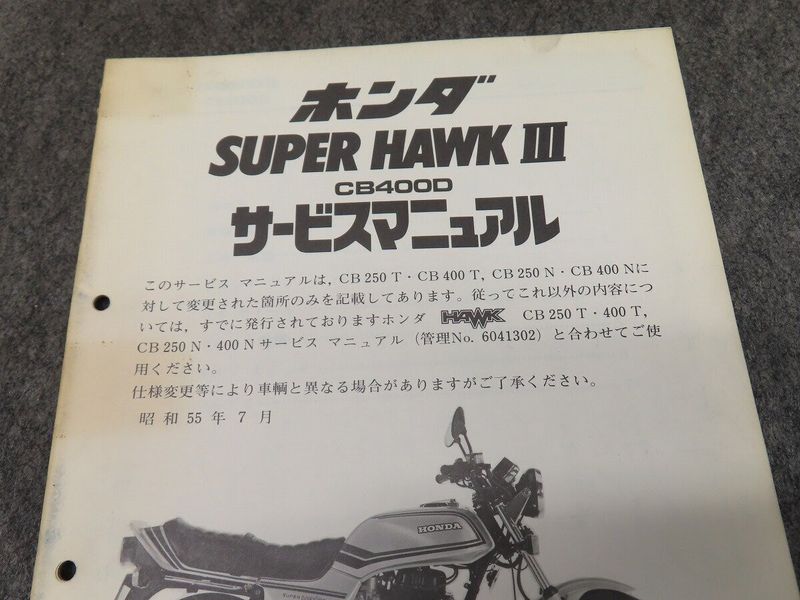 ホンダ
SUPER HAWK III
CB400D
サービスマニュアル
このサービス マニュアルは, CB 250 T・CB 400 T, CB 250 N・CB 400 Nに
対して変更された箇所のみを記載してあります。従ってこれ以外の内容につ
いては, すでに発行されておりますホンダ HAWK CB 250 T・400 T,
CB 250 N・400 N サービス マニュアル (管理No. 6041302) と合わせてご使
用ください。
仕様変更等により車輌と異なる場合がありますがご了承ください。
昭和 55 年 7 月
HONDA